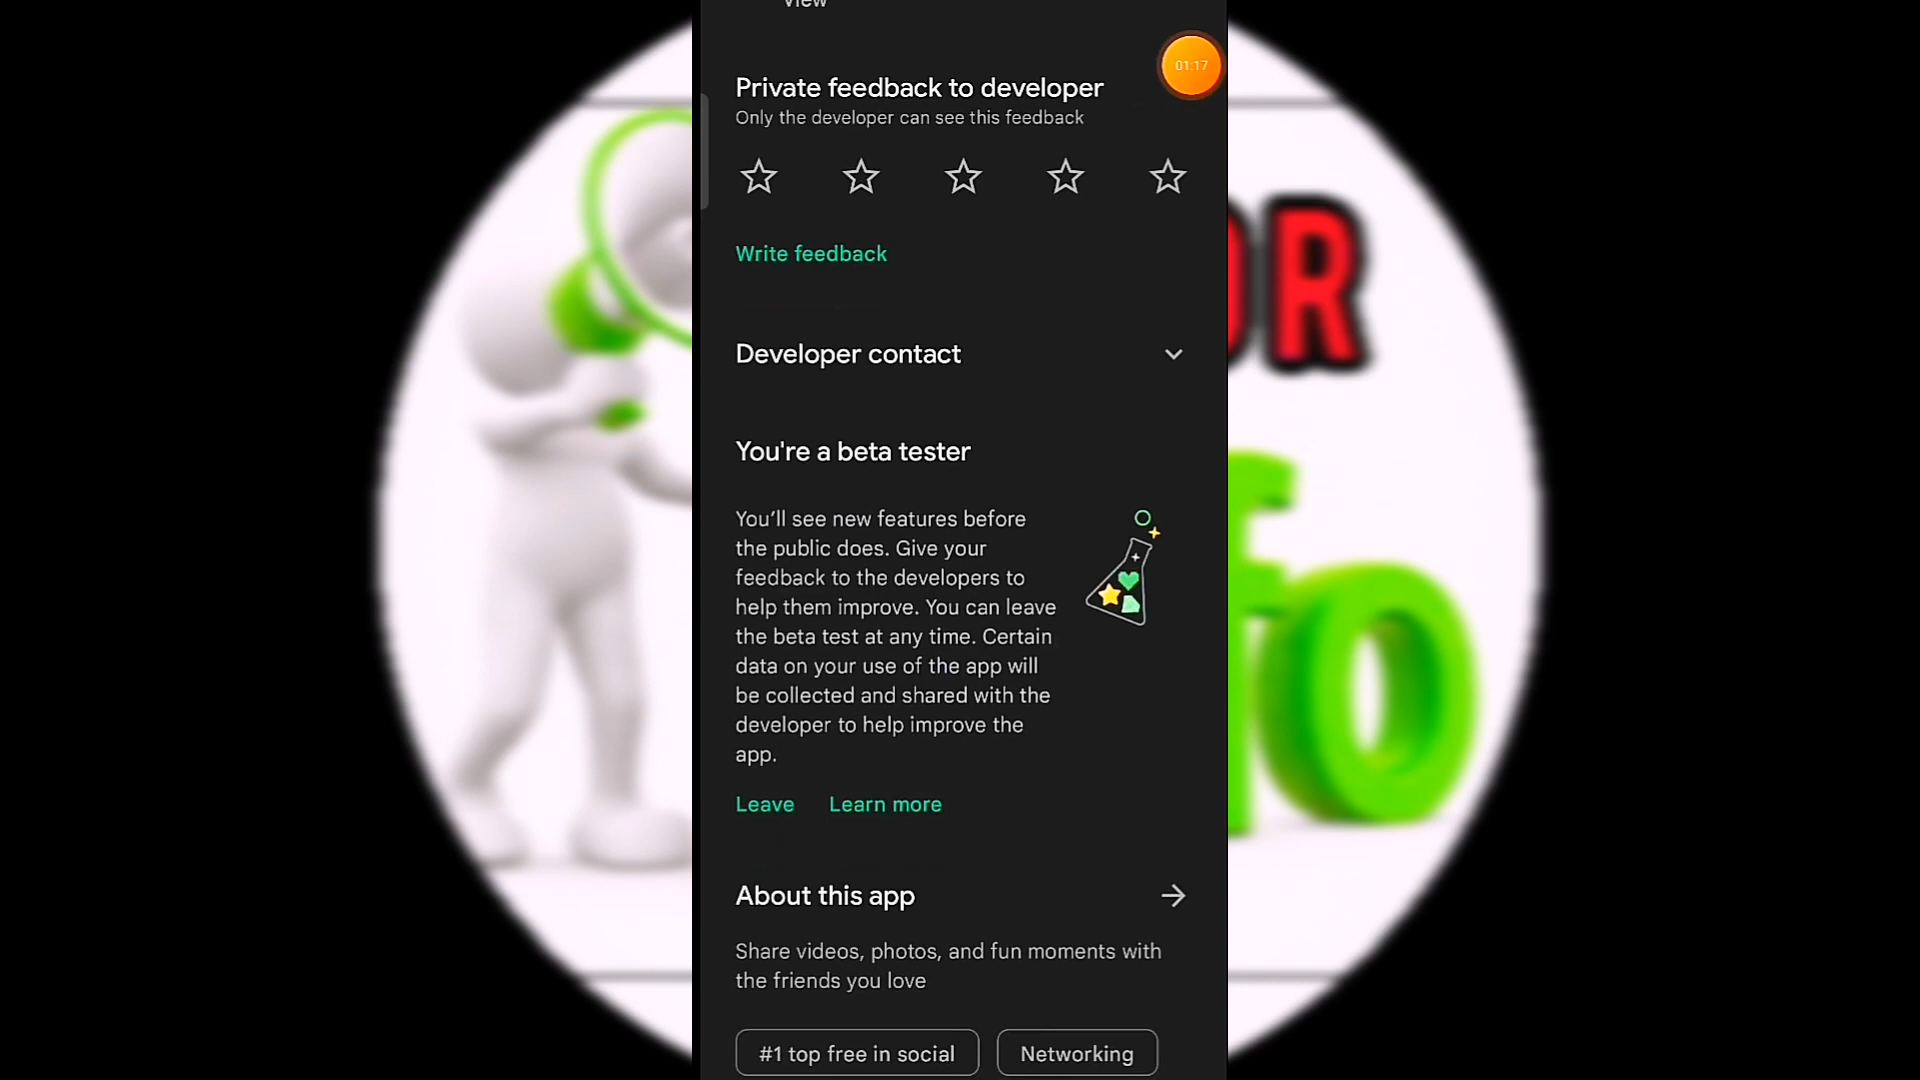 View
01:17
Private feedback to developer
Only the developer can see this feedback
Write feedback
Developer contact
You're a beta tester
You’ll see new features before
the public does. Give your
feedback to the developers to
help them improve. You can leave
the beta test at any time. Certain
data on your use of the app will
be collected and shared with the
developer to help improve the
app.
Leave Learn more
About this app
Share videos, photos, and fun moments with
the friends you love
#1 top free in social Networking